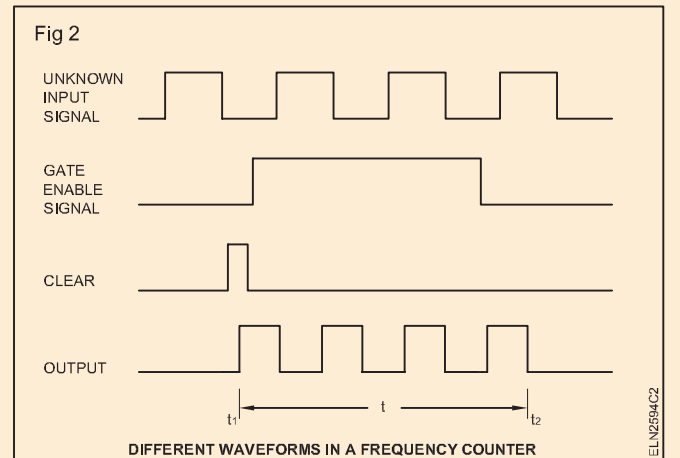 Fig 2
UNKNOWN
INPUT
SIGNAL
GATE
ENABLE
SIGNAL
CLEAR
OUTPUT
t1
t
t2
DIFFERENT WAVEFORMS IN A FREQUENCY COUNTER
ELN2594C2